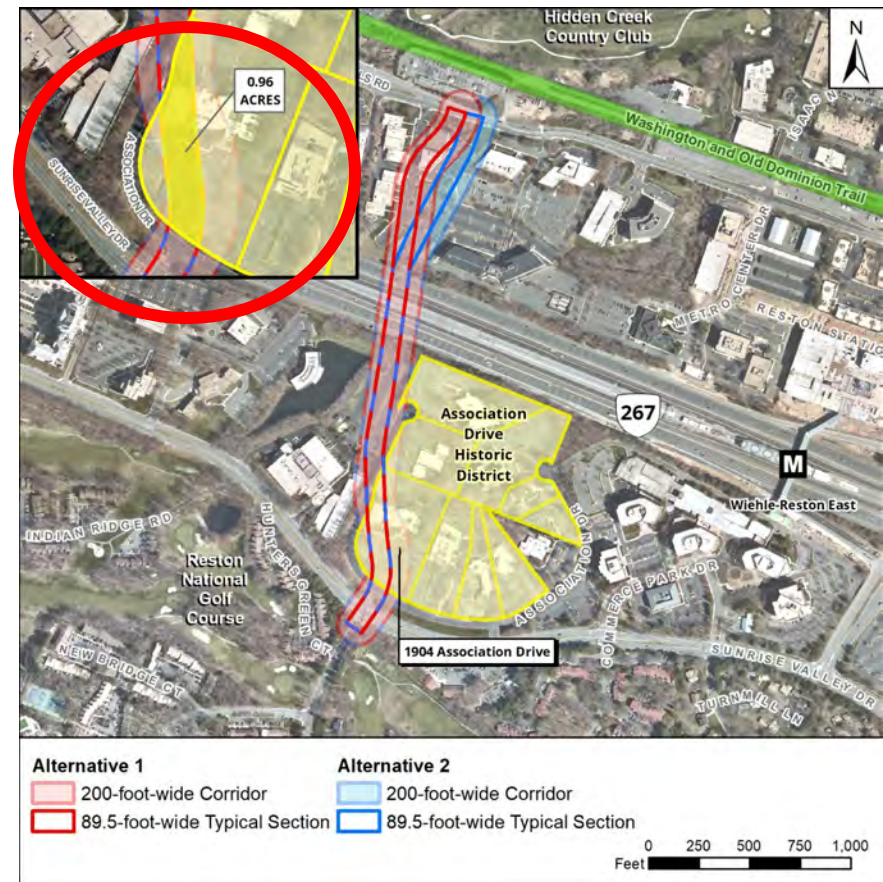 Hidden Creek
Country Club
N
0.96
ACRES
LS RD
ISAAC N
Washington and Old Dominion Trail
ASSOCIATION DR
SUNRISE VALLEY DR
METRO CENTER DR
RESTON STATIO
267
Association
Drive
Historic
District
M
Wiehle-Reston East
INDIAN RIDGE RD
HUNTERS GREEN CT
Reston
National
Golf
Course
ASSOCIATION DR
COMMERCE PARK DR
1904 Association Drive
SUNRISE VALLEY DR
NEW BRIDGE CT
TURNMILL LN
Alternative 1
Alternative 2
200-foot-wide Corridor
200-foot-wide Corridor
89.5-foot-wide Typical Section
89.5-foot-wide Typical Section
0 250 500 750 1,000
Feet